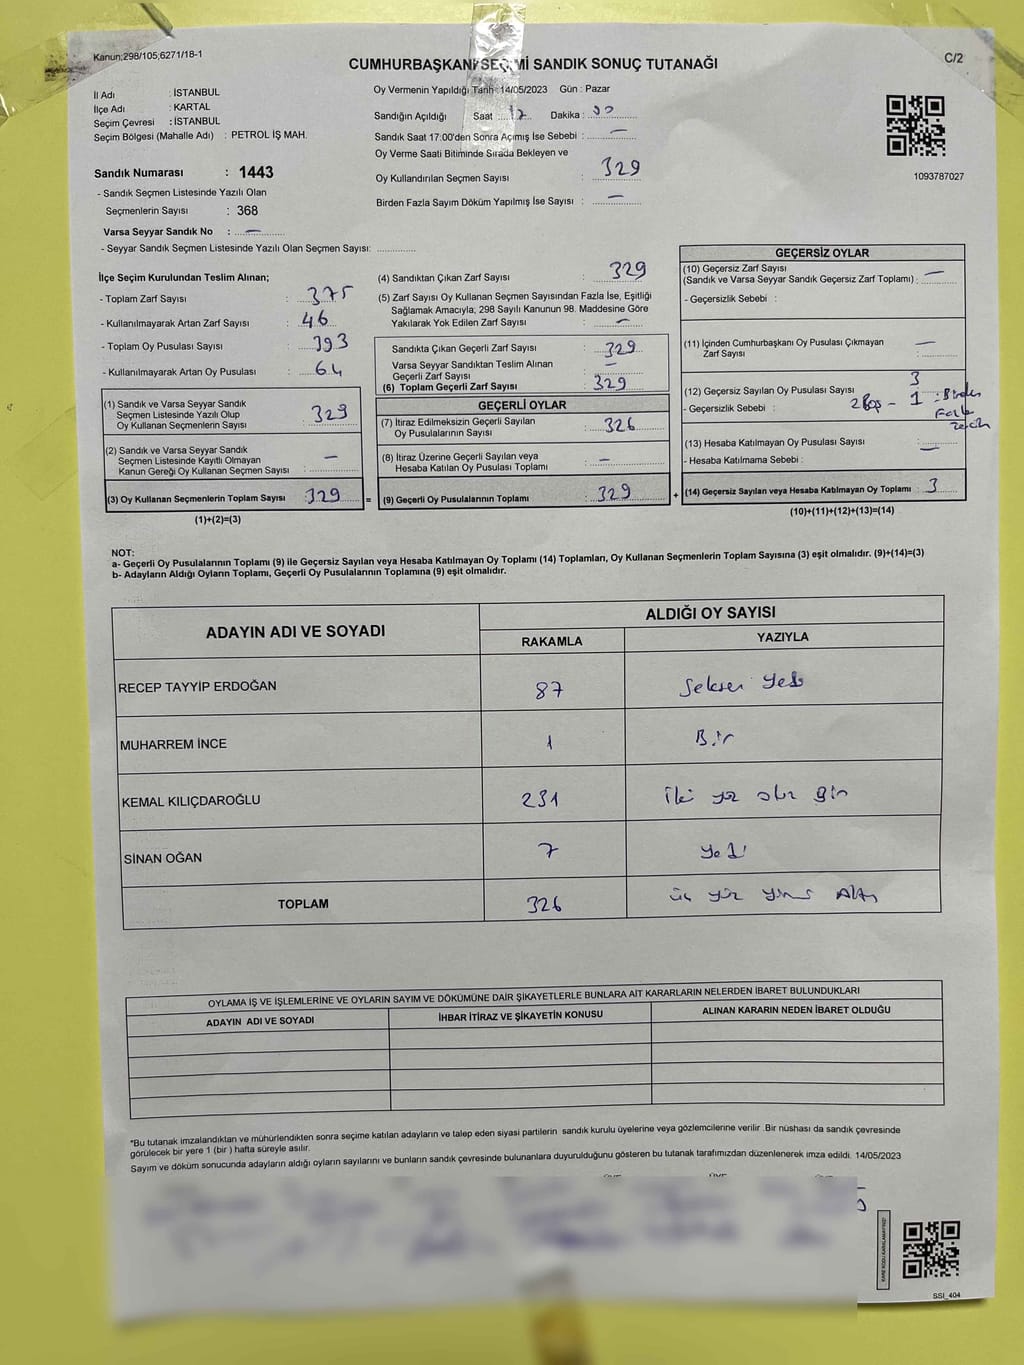 Kanun:298/105;6271/18-1
C/2
CUMHURBAŞKANI SEÇİMİ SANDIK SONUÇ TUTANAĞI
İl Adı : İSTANBUL
İlçe Adı : KARTAL
Seçim Çevresi : İSTANBUL
Seçim Bölgesi (Mahalle Adı) : PETROL İŞ MAH.
Oy Vermenin Yapıldığı Tarih : 14/05/2023 Gün : Pazar
Sandığın Açıldığı Saat : 17 Dakika : 00
Sandık Saat 17:00'den Sonra Açmış İse Sebebi : —
Oy Verme Saati Bitiminde Sırada Bekleyen ve
Oy Kullandırılan Seçmen Sayısı : 329
Birden Fazla Sayım Döküm Yapılmış İse Sayısı : —
1093787027
Sandık Numarası : 1443
- Sandık Seçmen Listesinde Yazılı Olan
Seçmenlerin Sayısı : 368
Varsa Seyyar Sandık No : —
- Seyyar Sandık Seçmen Listesinde Yazılı Olan Seçmen Sayısı:
İlçe Seçim Kurulundan Teslim Alınan;
- Toplam Zarf Sayısı : 375
- Kullanılmayarak Artan Zarf Sayısı : 46
- Toplam Oy Pusulası Sayısı : 393
- Kullanılmayarak Artan Oy Pusulası : 64
(1) Sandık ve Varsa Seyyar Sandık
Seçmen Listesinde Yazılı Olup
Oy Kullanan Seçmenlerin Sayısı : 329
(2) Sandık ve Varsa Seyyar Sandık
Seçmen Listesinde Kayıtlı Olmayan
Kanun Gereği Oy Kullanan Seçmen Sayısı : —
(3) Oy Kullanan Seçmenlerin Toplam Sayısı : 329 =
(1)+(2)=(3)
(4) Sandıktan Çıkan Zarf Sayısı : 329
(5) Zarf Sayısı Oy Kullanan Seçmen Sayısından Fazla İse, Eşitliği
Sağlamak Amacıyla; 298 Sayılı Kanunun 98. Maddesine Göre
Yakılarak Yok Edilen Zarf Sayısı : —
Sandıkta Çıkan Geçerli Zarf Sayısı : 329
Varsa Seyyar Sandıktan Teslim Alınan
Geçerli Zarf Sayısı : —
(6) Toplam Geçerli Zarf Sayısı : 329
GEÇERLİ OYLAR
(7) İtiraz Edilmeksizin Geçerli Sayılan
Oy Pusulalarının Sayısı : 326
(8) İtiraz Üzerine Geçerli Sayılan veya
Hesaba Katılan Oy Pusulası Toplamı : —
(9) Geçerli Oy Pusulalarının Toplamı : 329 +
GEÇERSİZ OYLAR
(10) Geçersiz Zarf Sayısı
(Sandık ve Varsa Seyyar Sandık Geçersiz Zarf Toplamı) : —
- Geçersizlik Sebebi :
(11) İçinden Cumhurbaşkanı Oy Pusulası Çıkmayan
Zarf Sayısı : —
(12) Geçersiz Sayılan Oy Pusulası Sayısı : 3
- Geçersizlik Sebebi : 2 Boş - 1 : Birden
Fazla
Tercih
(13) Hesaba Katılmayan Oy Pusulası Sayısı : —
- Hesaba Katılmama Sebebi :
(14) Geçersiz Sayılan veya Hesaba Katılmayan Oy Toplamı : 3
(10)+(11)+(12)+(13)=(14)
NOT:
a- Geçerli Oy Pusulalarının Toplamı (9) ile Geçersiz Sayılan veya Hesaba Katılmayan Oy Toplamı (14) Toplamları, Oy Kullanan Seçmenlerin Toplam Sayısına (3) eşit olmalıdır. (9)+(14)=(3)
b- Adayların Aldığı Oyların Toplamı, Geçerli Oy Pusulalarının Toplamına (9) eşit olmalıdır.
ADAYIN ADI VE SOYADI ALDIĞI OY SAYISI
RAKAMLA YAZIYLA
RECEP TAYYİP ERDOĞAN 87 Seksen Yedi
MUHARREM İNCE 1 Bir
KEMAL KILIÇDAROĞLU 231 iki yüz otuz bir
SİNAN OĞAN 7 Yedi
TOPLAM 326 üç yüz yirmi Altı
OYLAMA İŞ VE İŞLEMLERİNE VE OYLARIN SAYIM VE DÖKÜMÜNE DAİR ŞİKAYETLERLE BUNLARA AİT KARARLARIN NELERDEN İBARET BULUNDUKLARI
ADAYIN ADI VE SOYADI İHBAR İTİRAZ VE ŞİKAYETİN KONUSU ALINAN KARARIN NEDEN İBARET OLDUĞU
*Bu tutanak imzalandıktan ve mühürlendikten sonra seçime katılan adayların ve talep eden siyasi partilerin sandık kurulu üyelerine veya gözlemcilerine verilir .Bir nüshası da sandık çevresinde
görülecek bir yere 1 (bir ) hafta süreyle asılır.
Sayım ve döküm sonucunda adayların aldığı oyların sayılarını ve bunların sandık çevresinde bulunanlara duyurulduğunu gösteren bu tutanak tarafımızdan düzenlenerek imza edildi. 14/05/2023
SSI_404